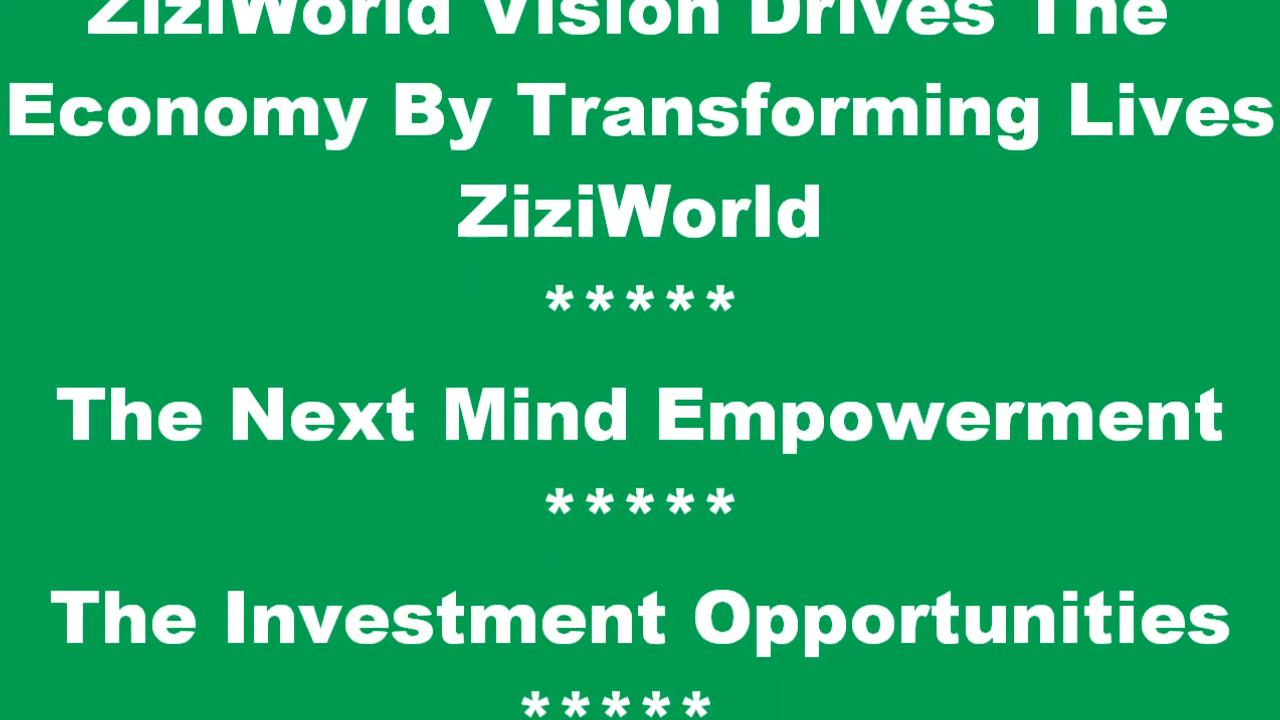 ZiziWorld Vision Drives The
Economy By Transforming Lives
ZiziWorld
*****
The Next Mind Empowerment
*****
The Investment Opportunities
*****